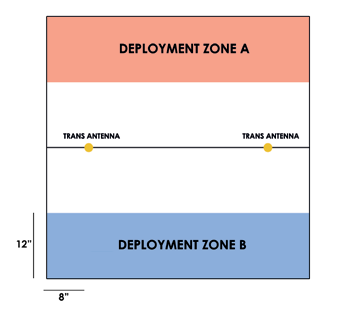 DEPLOYMENT ZONE A
TRANS ANTENNA
TRANS ANTENNA
12"
DEPLOYMENT ZONE B
8"